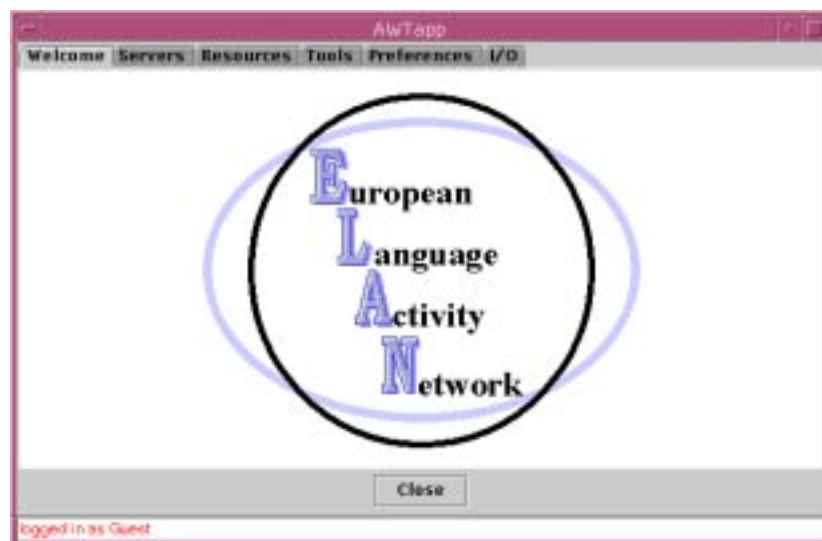 AWTapp
Welcome Servers Resources Tools Preferences I/O
European
Language
Activity
Network
Close
logged in as Guest